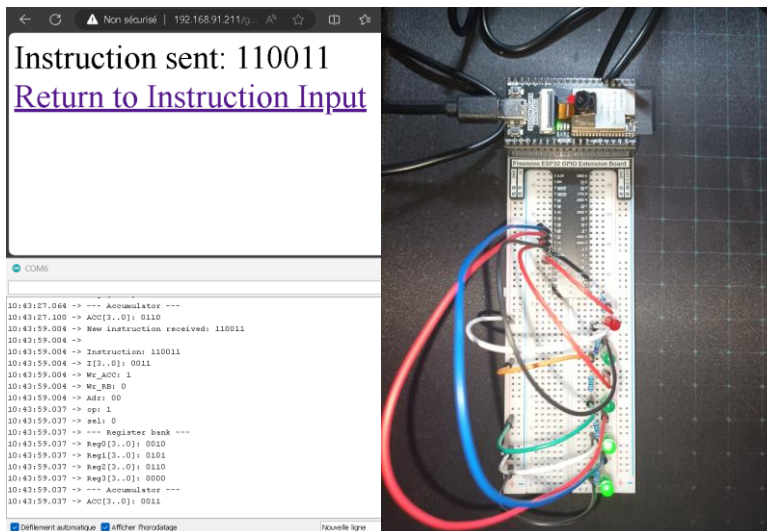 Non sécurisé | 192.168.91.211/g...
Instruction sent: 110011
Return to Instruction Input
COM6
10:43:27.064 -> --- Accumulator ---
10:43:27.100 -> ACC[3..0]: 0110
10:43:59.004 -> New instruction received: 110011
10:43:59.004 ->
10:43:59.004 -> Instruction: 110011
10:43:59.004 -> I[3..0]: 0011
10:43:59.004 -> Wr_ACC: 1
10:43:59.004 -> Wr_RB: 0
10:43:59.004 -> Adr: 00
10:43:59.037 -> op: 1
10:43:59.037 -> sel: 0
10:43:59.037 -> --- Register bank ---
10:43:59.037 -> Reg0[3..0]: 0010
10:43:59.037 -> Reg1[3..0]: 0101
10:43:59.037 -> Reg2[3..0]: 0110
10:43:59.037 -> Reg3[3..0]: 0000
10:43:59.037 -> --- Accumulator ---
10:43:59.037 -> ACC[3..0]: 0011
Défilement automatique Afficher l'horodatage Nouvelle ligne
Freenove ESP32 GPIO Extension Board